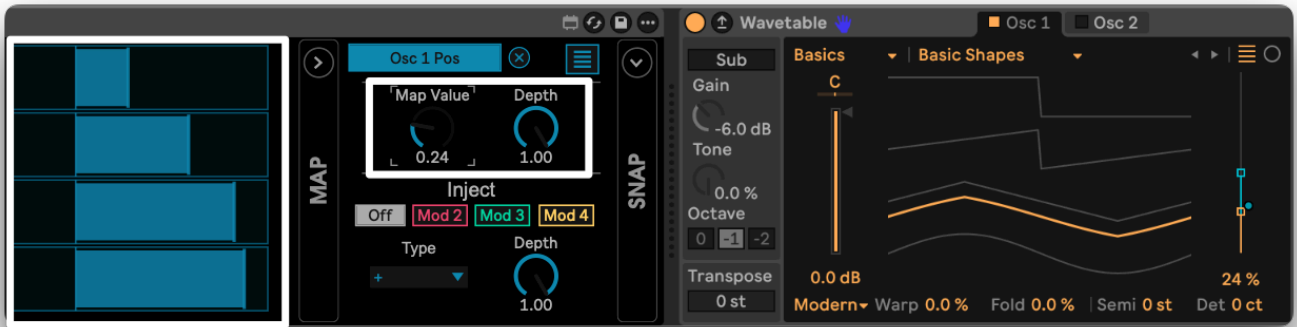 Wavetable
Osc 1
Osc 2
MAP
Osc 1 Pos
Map Value
Depth
0.24
1.00
Inject
Off
Mod 2
Mod 3
Mod 4
Type
Depth
+
1.00
SNAP
Sub
Gain
-6.0 dB
Tone
0.0 %
Octave
0 -1 -2
Transpose
0 st
Basics
Basic Shapes
C
0.0 dB
24 %
Modern Warp 0.0 % Fold 0.0 % Semi 0 st Det 0 ct